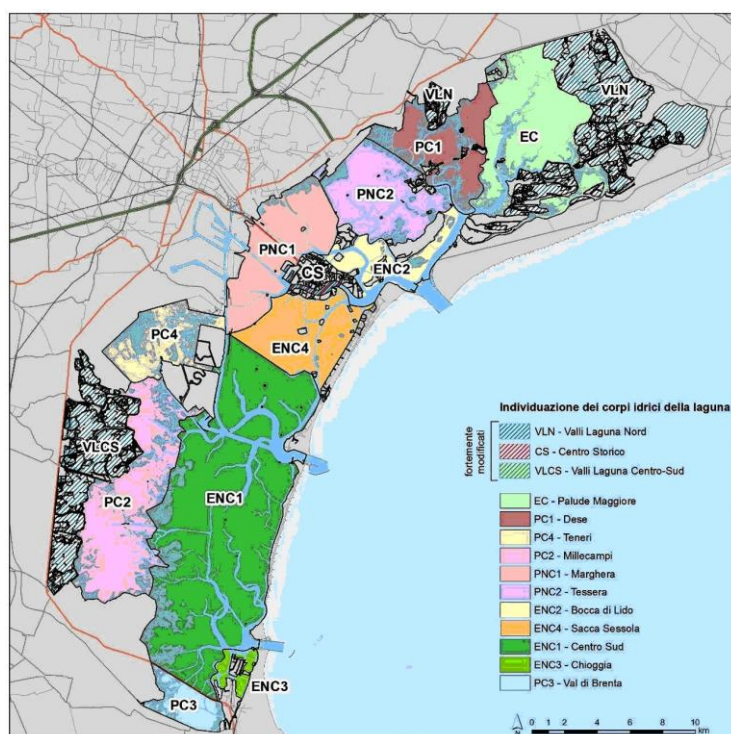 VLN
VLN
PC1
EC
PNC2
PNC1
CS
ENC2
PC4
ENC4
VLCS
PC2
ENC1
ENC3
PC3
Individuazione dei corpi idrici della laguna
fortemente
modificati
VLN - Valli Laguna Nord
CS - Centro Storico
VLCS - Valli Laguna Centro-Sud
EC - Palude Maggiore
PC1 - Dese
PC4 - Teneri
PC2 - Millecampi
PNC1 - Marghera
PNC2 - Tessera
ENC2 - Bocca di Lido
ENC4 - Sacca Sessola
ENC1 - Centro Sud
ENC3 - Chioggia
PC3 - Val di Brenta
0 1 2 4 6 8 10
km